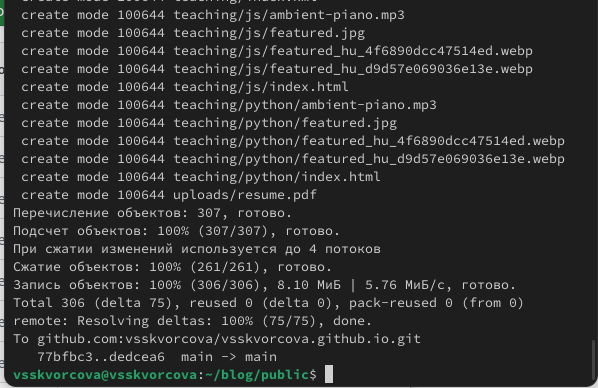 create mode 100644 teaching/js/ambient-piano.mp3
create mode 100644 teaching/js/featured.jpg
create mode 100644 teaching/js/featured_hu_4f6890dcc47514ed.webp
create mode 100644 teaching/js/featured_hu_d9d57e069036e13e.webp
create mode 100644 teaching/js/index.html
create mode 100644 teaching/python/ambient-piano.mp3
create mode 100644 teaching/python/featured.jpg
create mode 100644 teaching/python/featured_hu_4f6890dcc47514ed.webp
create mode 100644 teaching/python/featured_hu_d9d57e069036e13e.webp
create mode 100644 teaching/python/index.html
create mode 100644 uploads/resume.pdf
Перечисление объектов: 307, готово.
Подсчет объектов: 100% (307/307), готово.
При сжатии изменений используется до 4 потоков
Сжатие объектов: 100% (261/261), готово.
Запись объектов: 100% (306/306), 8.10 МиБ | 5.76 МиБ/с, готово.
Total 306 (delta 75), reused 0 (delta 0), pack-reused 0 (from 0)
remote: Resolving deltas: 100% (75/75), done.
To github.com:vsskvorcova/vsskvorcova.github.io.git
77bfbc3..dedcea6  main -> main
vsskvorcova@vsskvorcova:~/blog/public$